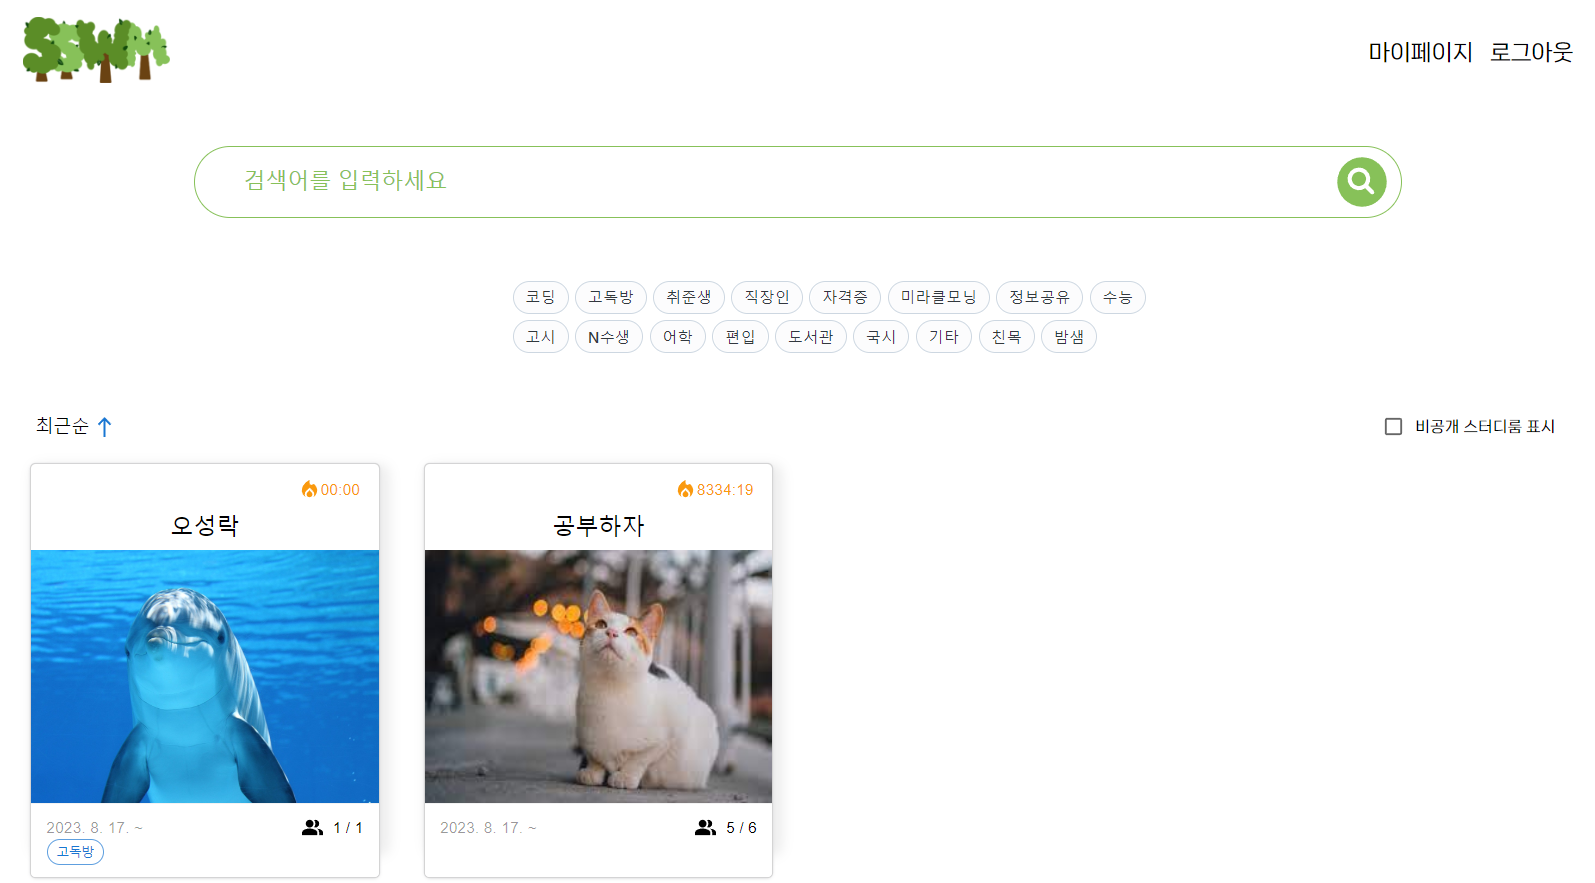 SSWM
마이페이지 로그아웃
검색어를 입력하세요
코딩 고독방 취준생 직장인 자격증 미라클모닝 정보공유 수능
고시 N수생 어학 편입 도서관 국시 기타 친목 밤샘
최근순
비공개 스터디룸 표시
00:00
오성락
2023. 8. 17. ~
1 / 1
고독방
8334:19
공부하자
2023. 8. 17. ~
5 / 6